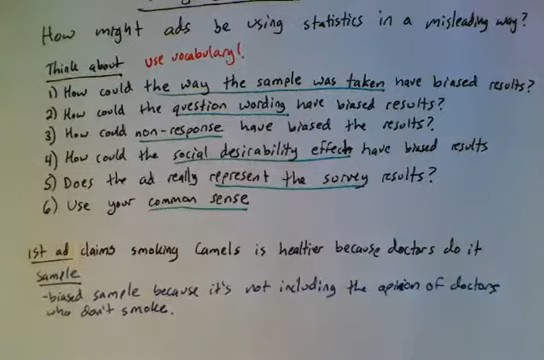 How might ads be using statistics in a misleading way?
Think about use vocabulary!
1) How could the way the sample was taken have biased results?
2) How could the question wording have biased results?
3) How could non-response have biased the results?
4) How could the social desirability effect have biased results
5) Does the ad really represent the survey results?
6) Use your common sense
1st ad claims smoking Camels is healtier because doctors do it
Sample
-biased sample because it's not including the opinion of doctors
who don't smoke.